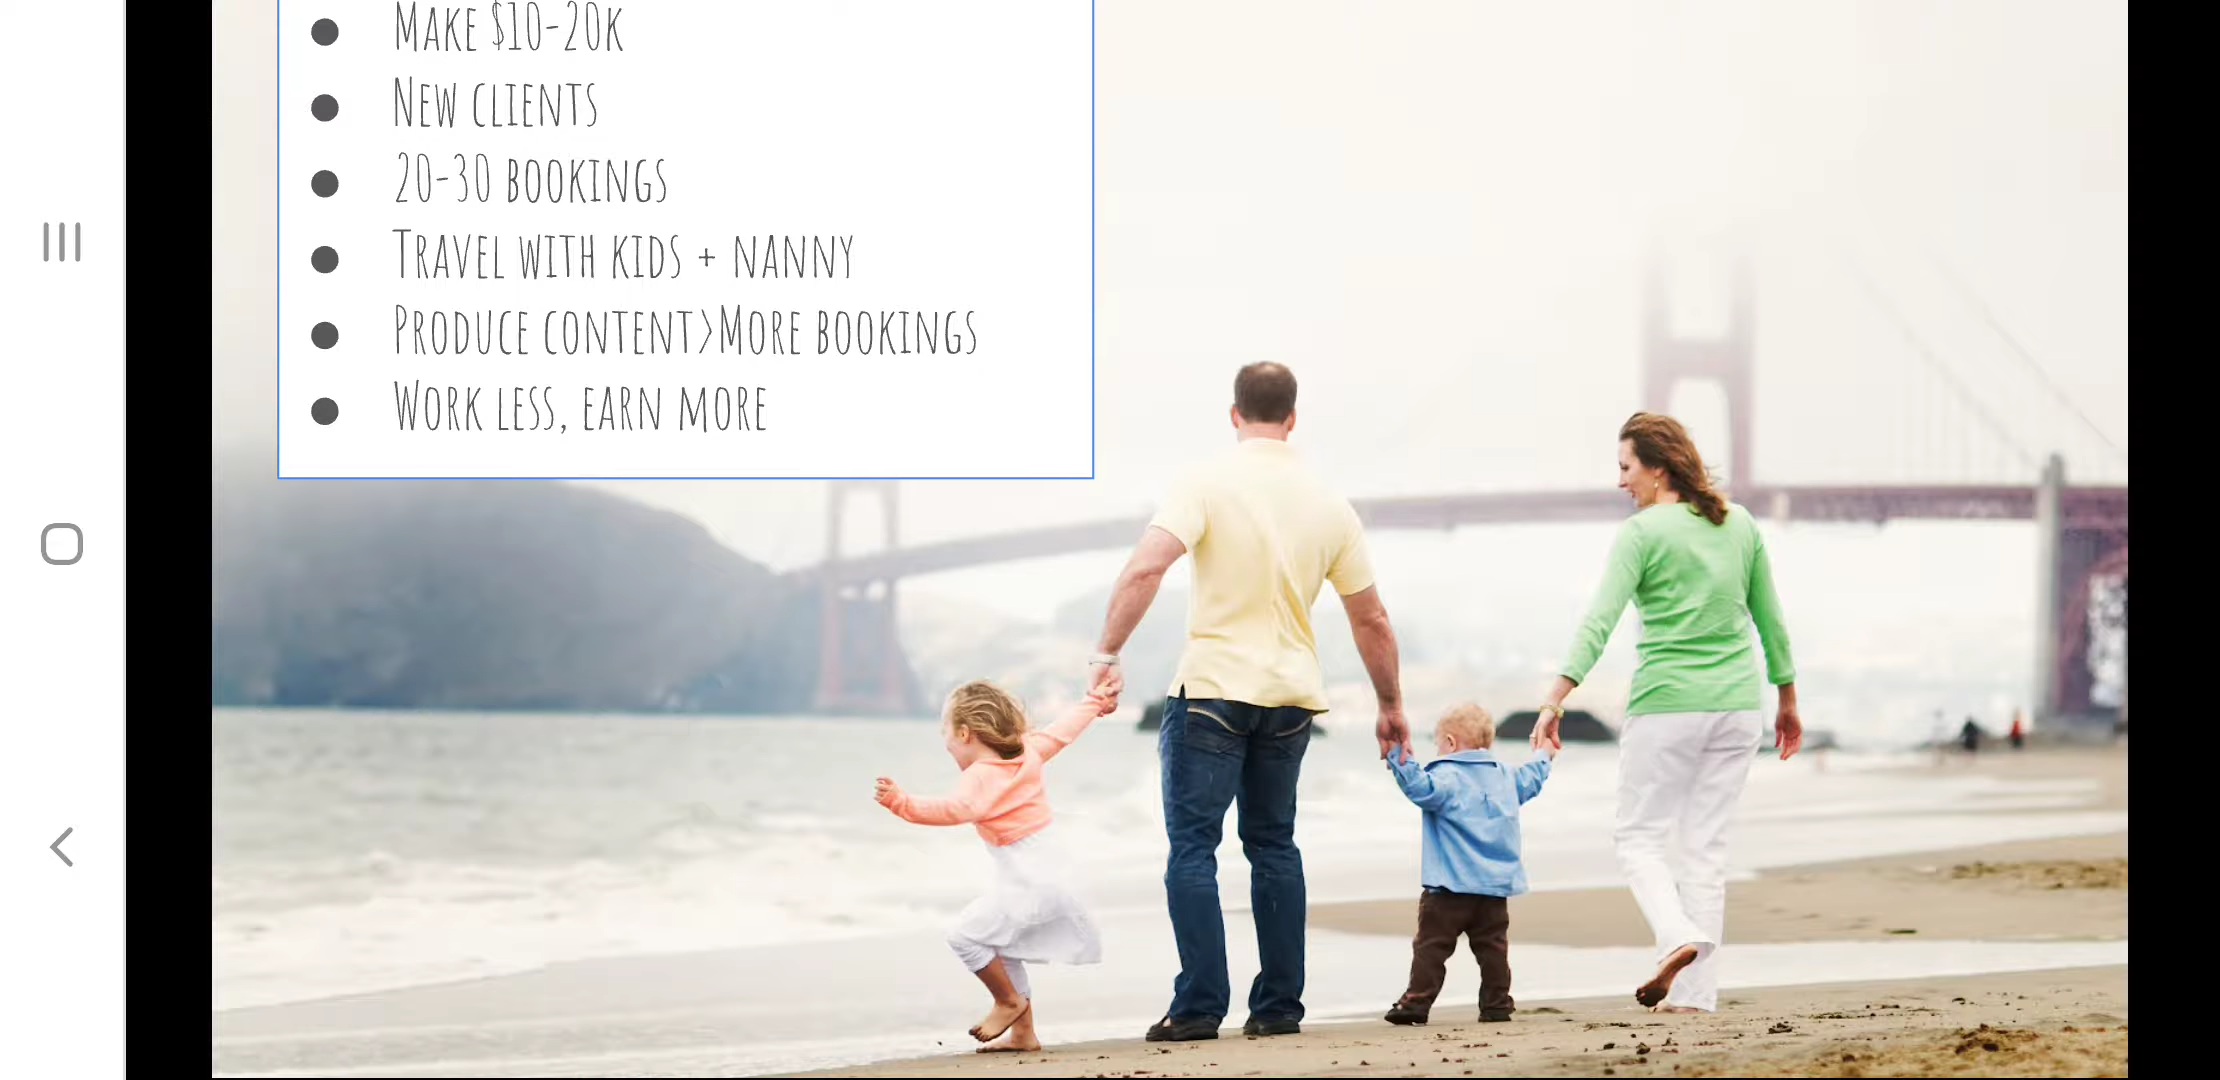 Make $10-20k
New clients
20-30 bookings
Travel with kids + nanny
Produce content>More bookings
Work less, earn more